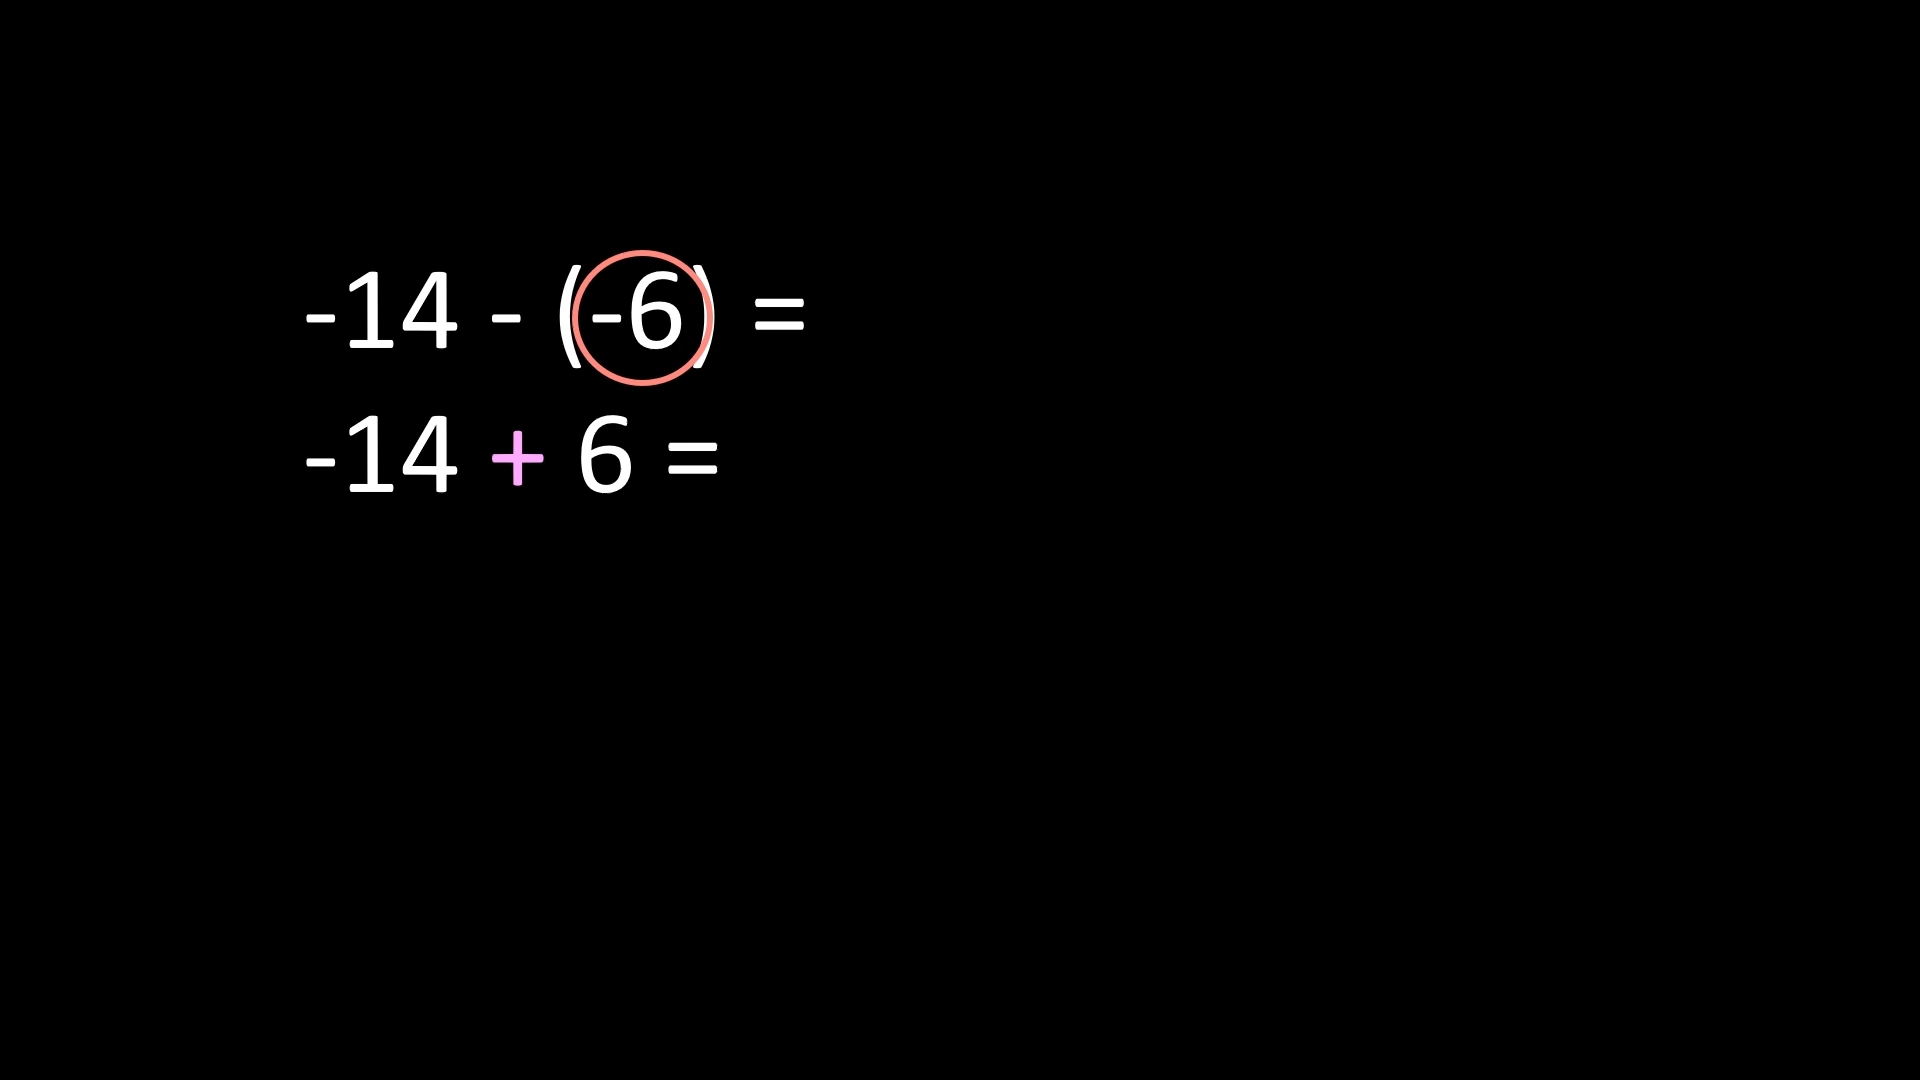 -14 - (-6) =
-14 + 6 =